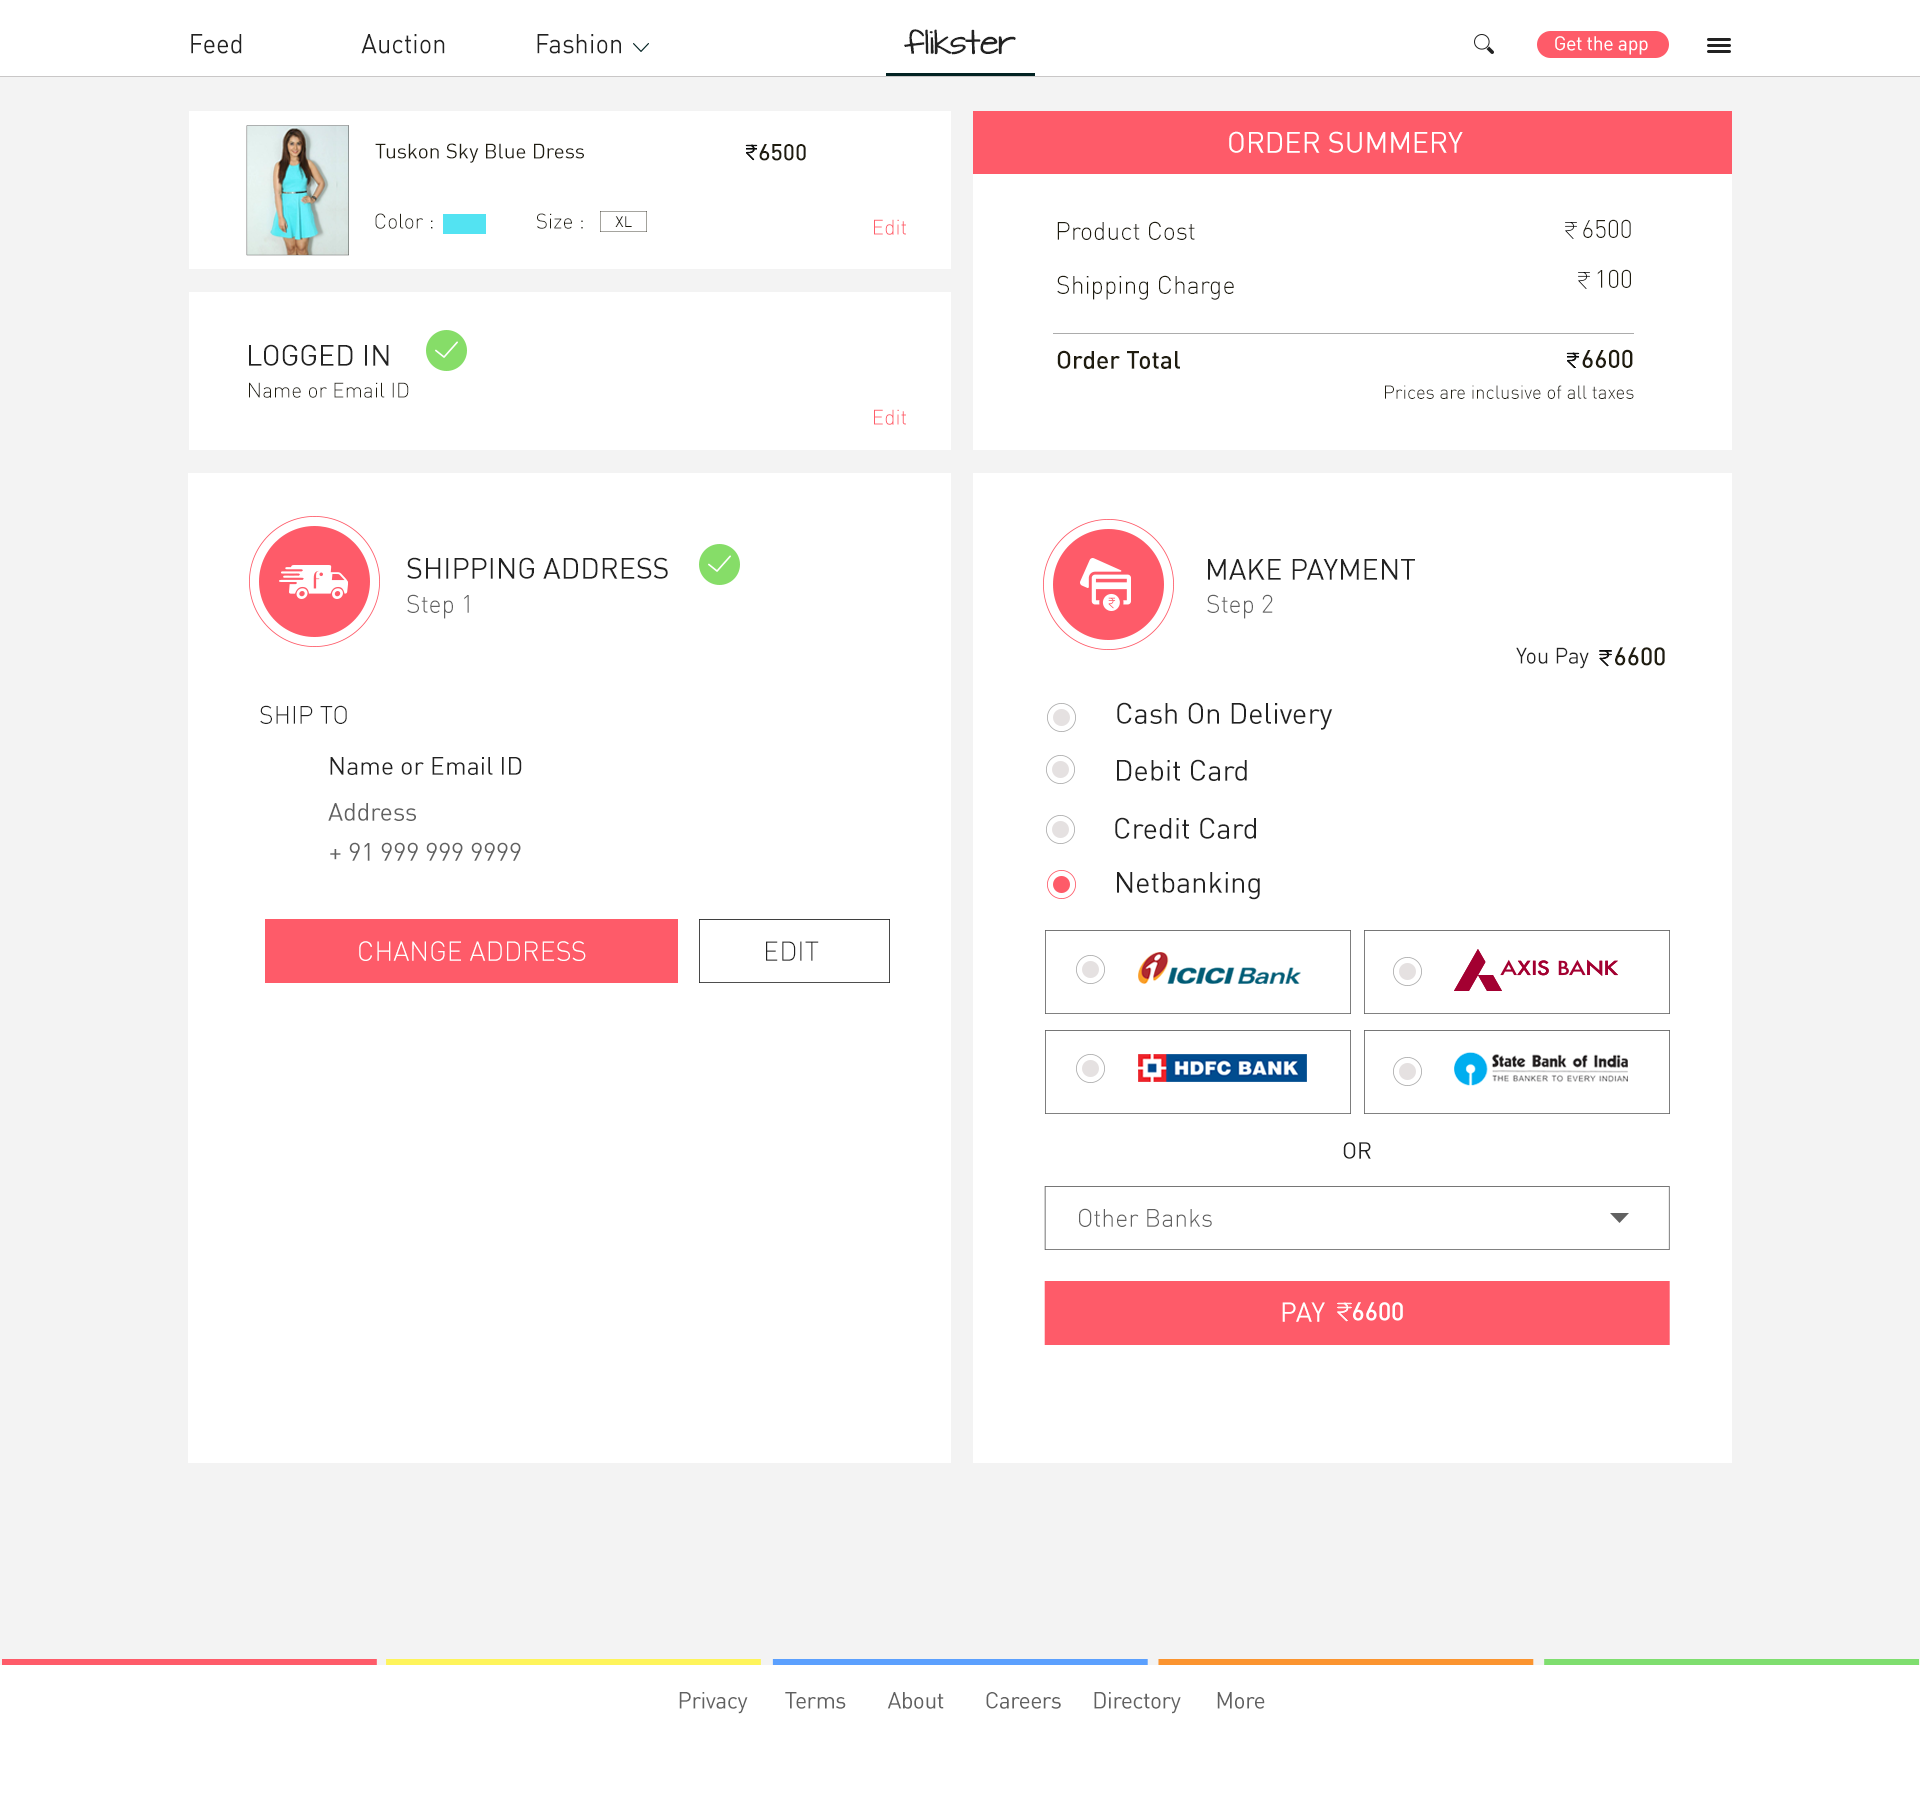 Feed Auction Fashion flikster Get the app
Tuskon Sky Blue Dress ₹6500
Color : Size : XL
Edit
LOGGED IN
Name or Email ID
Edit
ORDER SUMMERY
Product Cost ₹ 6500
Shipping Charge ₹ 100
Order Total ₹6600
Prices are inclusive of all taxes
f
SHIPPING ADDRESS
Step 1
SHIP TO
Name or Email ID
Address
+ 91 999 999 9999
CHANGE ADDRESS EDIT
₹
MAKE PAYMENT
Step 2
You Pay ₹6600
Cash On Delivery
Debit Card
Credit Card
Netbanking
ICICI Bank AXIS BANK
HDFC BANK State Bank of India
THE BANKER TO EVERY INDIAN
OR
Other Banks
PAY ₹6600
Privacy Terms About Careers Directory More